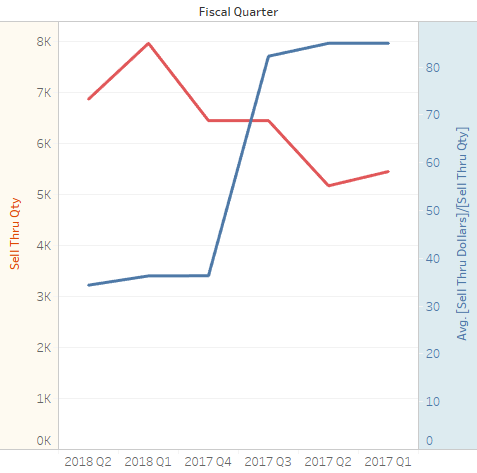 Fiscal Quarter
8K
7K
6K
5K
4K
3K
2K
1K
0K
Sell Thru Qty
80
70
60
50
40
30
20
10
0
Avg. [Sell Thru Dollars]/[Sell Thru Qty]
2018 Q2 2018 Q1 2017 Q4 2017 Q3 2017 Q2 2017 Q1